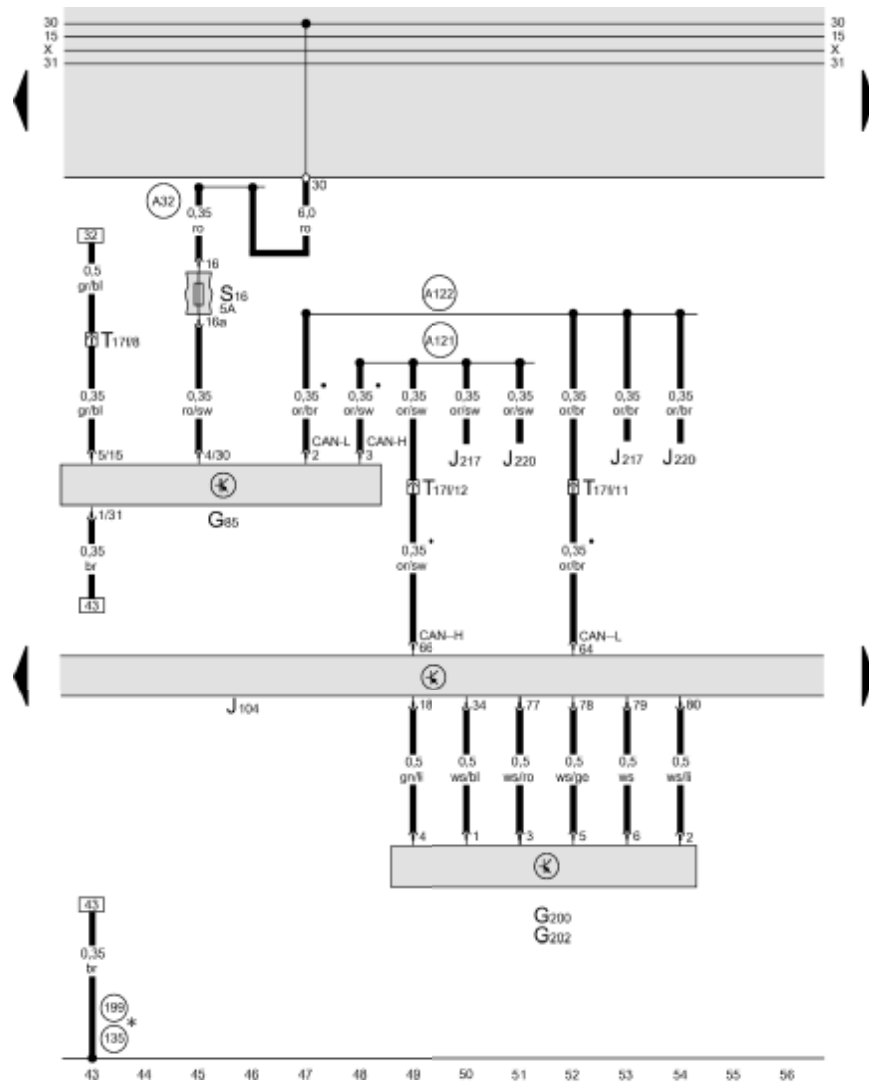 30 30
15 15
X X
31 31
30
A32
0,35 6,0
ro ro
32
16
0,5
gr/bl
S16
5A
16a
A122
T17f/8
A121
0,35 0,35 0,35 * 0,35 * 0,35 0,35 0,35 0,35 0,35 0,35
gr/bl ro/sw or/br or/sw or/sw or/sw or/sw or/br or/br or/br
CAN-L CAN-H
5/15 4/30 2 3
J217 J220 J217 J220
T17f/12 T17f/11
G85
1/31
0,35
br
0,35 * 0,35 *
or/sw or/br
43
CAN--H CAN--L
66 64
J104
18 34 77 78 79 80
0,5 0,5 0,5 0,5 0,5 0,5
gn/li ws/bl ws/ro ws/ge ws ws/li
4 1 3 5 6 2
43
G200
G202
0,35
br
199
135 *
43 44 45 46 47 48 49 50 51 52 53 54 55 56